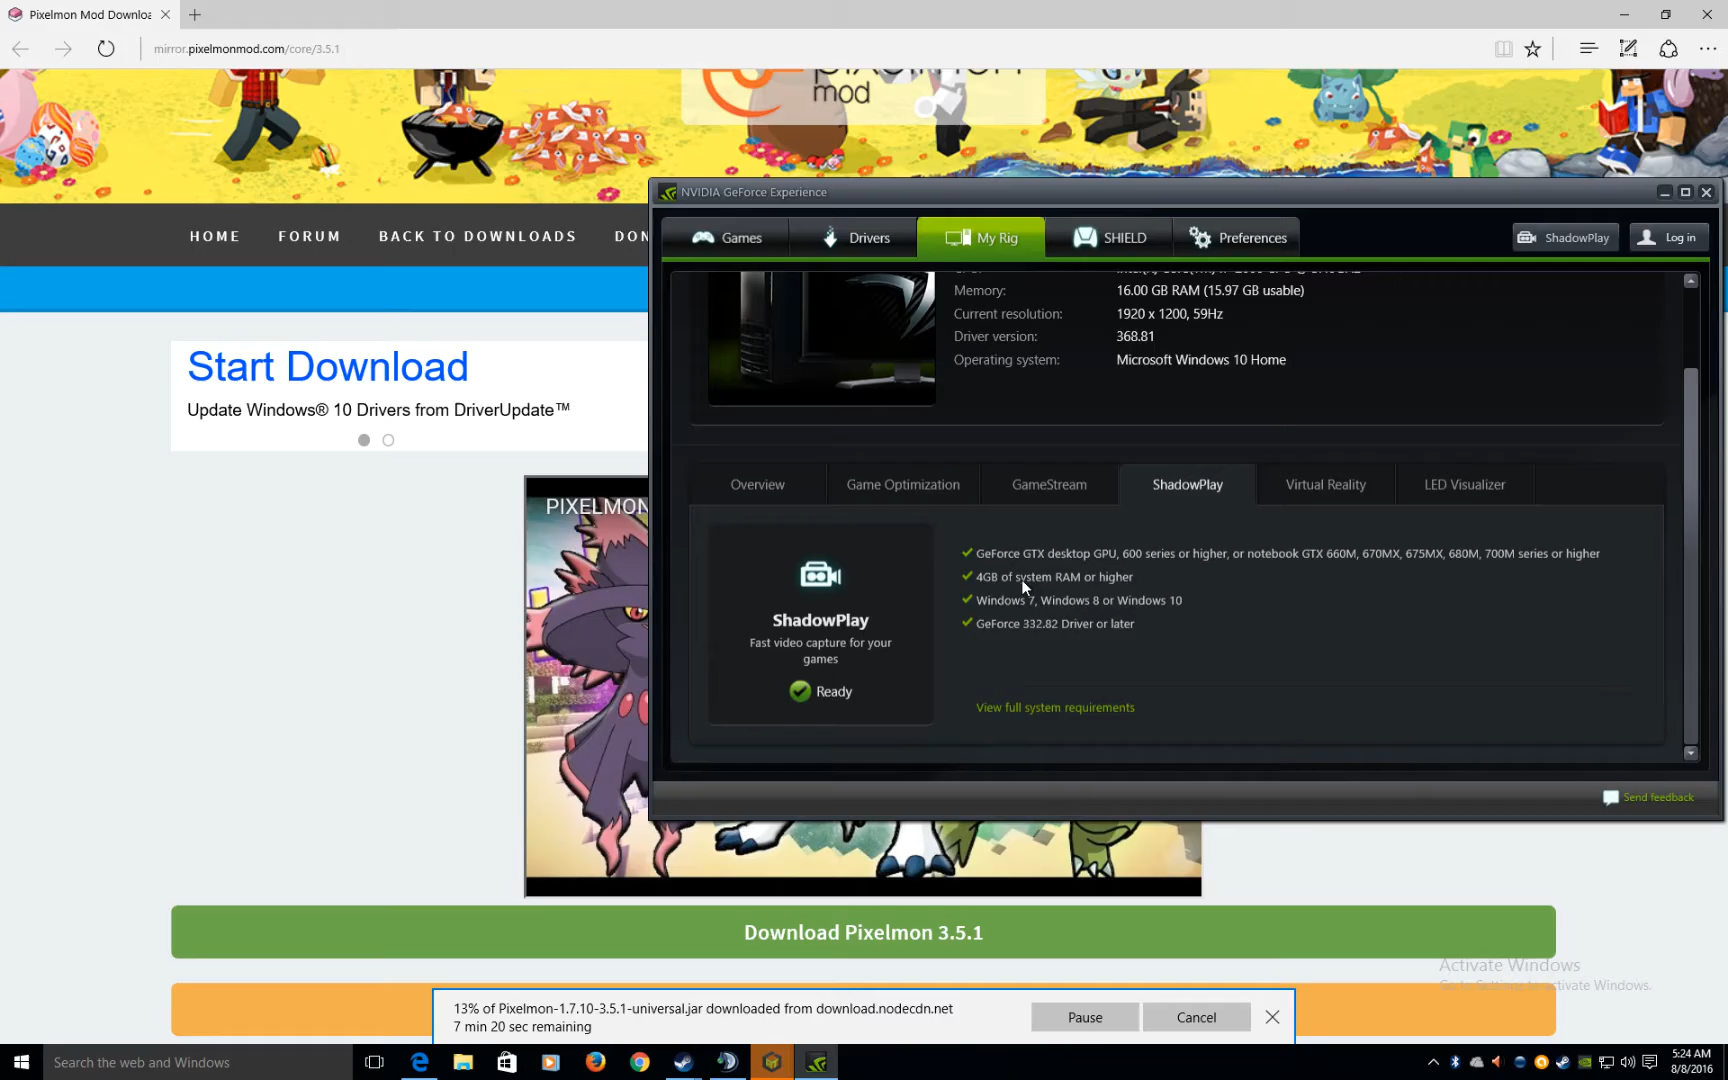 Pixelmon Mod Downloa
mirror.pixelmonmod.com/core/3.5.1
mod
HOME
FORUM
BACK TO DOWNLOADS
DON
Start Download
Update Windows® 10 Drivers from DriverUpdate™
PIXELMON
NVIDIA GeForce Experience
Games
Drivers
My Rig
SHIELD
Preferences
ShadowPlay
Log in
Memory: 16.00 GB RAM (15.97 GB usable)
Current resolution: 1920 x 1200, 59Hz
Driver version: 368.81
Operating system: Microsoft Windows 10 Home
Overview
Game Optimization
GameStream
ShadowPlay
Virtual Reality
LED Visualizer
ShadowPlay
Fast video capture for your
games
Ready
GeForce GTX desktop GPU, 600 series or higher, or notebook GTX 660M, 670MX, 675MX, 680M, 700M series or higher
4GB of system RAM or higher
Windows 7, Windows 8 or Windows 10
GeForce 332.82 Driver or later
View full system requirements
Send feedback
Download Pixelmon 3.5.1
Activate Windows
Go to Settings to activate Windows.
13% of Pixelmon-1.7.10-3.5.1-universal.jar downloaded from download.nodecdn.net
7 min 20 sec remaining
Pause
Cancel
Search the web and Windows
5:24 AM
8/8/2016